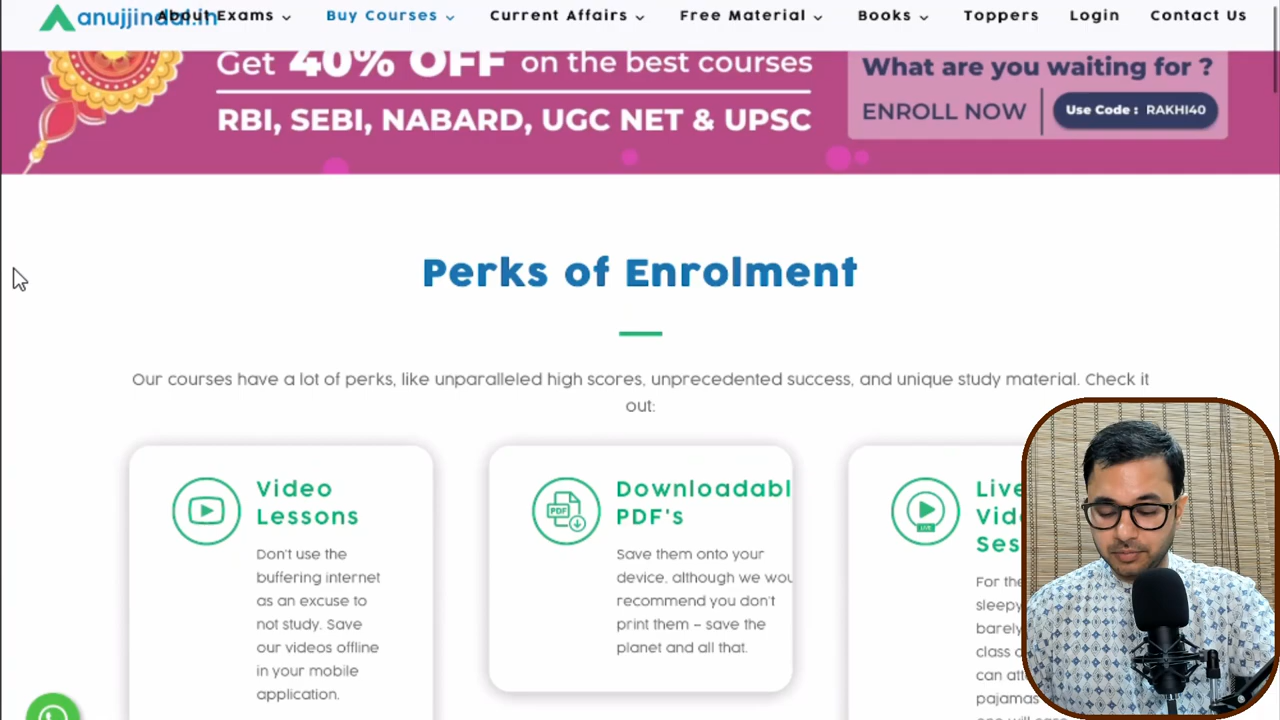 anujjindal.in
About Exams
Buy Courses
Current Affairs
Free Material
Books
Toppers
Login
Contact Us
Get 40% OFF on the best courses
RBI, SEBI, NABARD, UGC NET & UPSC
What are you waiting for ?
ENROLL NOW
Use Code : RAKHI40
Perks of Enrolment
Our courses have a lot of perks, like unparalleled high scores, unprecedented success, and unique study material. Check it
out:
Video
Lessons
Don't use the
buffering internet
as an excuse to
not study. Save
our videos offline
in your mobile
application.
Downloadabl
PDF's
Save them onto your
device, although we wou
recommend you don't
print them – save the
planet and all that.
Live
Vid
Ses
For the
sleepy
barely
class
can att
pajamas